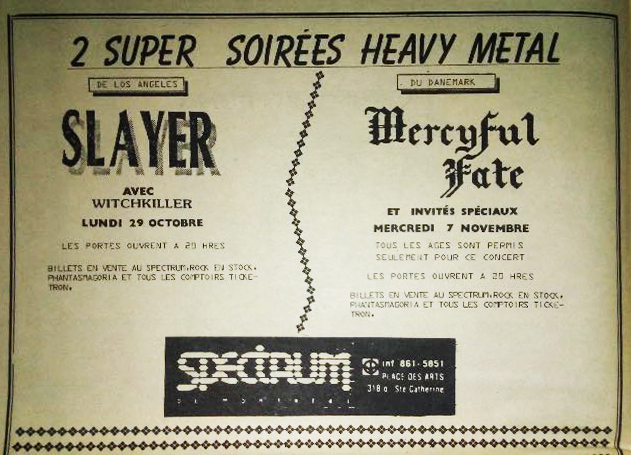 2 SUPER SOIRÉES HEAVY METAL
DE LOS ANGELES
SLAYER
AVEC
WITCHKILLER
LUNDI 29 OCTOBRE
LES PORTES OUVRENT A 20 HRES
BILLETS EN VENTE AU SPECTRUM,ROCK EN STOCK,
PHANTASMAGORIA ET TOUS LES COMPTOIRS TICKE-
TRON.
DU DANEMARK
Mercyful
Fate
ET INVITÉS SPÉCIAUX
MERCREDI 7 NOVEMBRE
TOUS LES AGES SONT PERMIS
SEULEMENT POUR CE CONCERT
LES PORTES OUVRENT A 20 HRES
BILLETS EN VENTE AU SPECTRUM,ROCK EN STOCK,
PHANTASMAGORIA ET TOUS LES COMPTOIRS TICKE-
TRON.
SPECTRUM
DE MONTREAL
inf 861-5851
PLACE DES ARTS
318 o. Ste Catherine